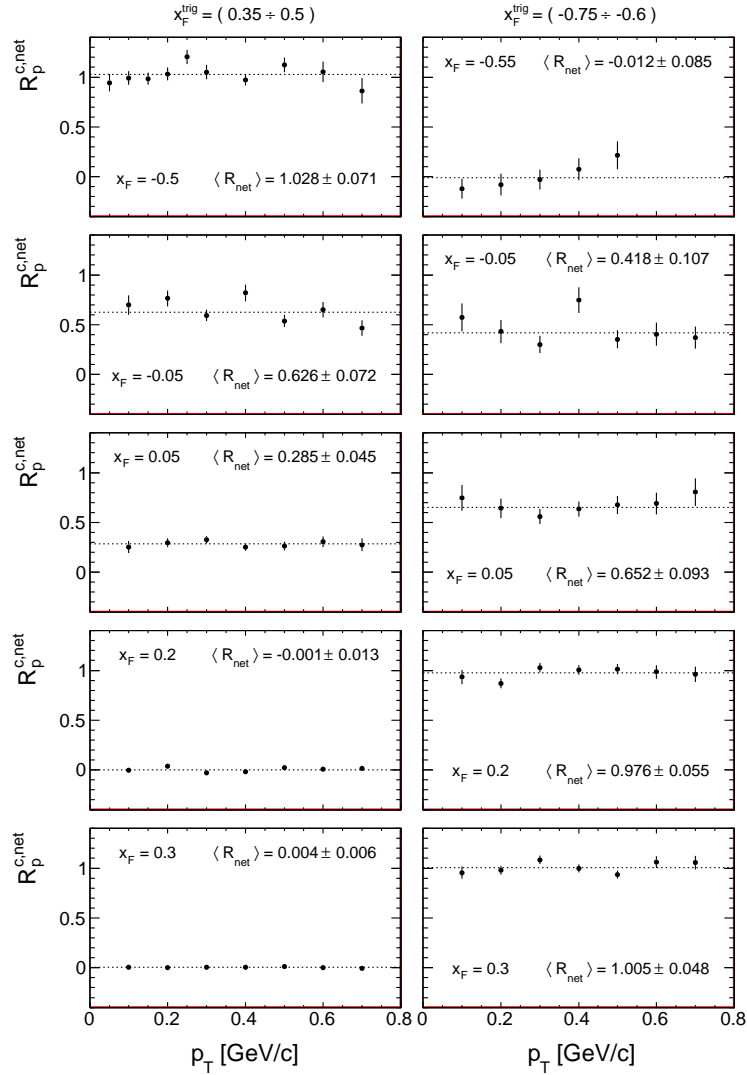 x_F^trig = ( 0.35 ÷ 0.5 )
x_F^trig = ( -0.75 ÷ -0.6 )
R_p^c,net
1
0.5
0
x_F = -0.5 ⟨ R_net ⟩ = 1.028 ± 0.071
x_F = -0.55 ⟨ R_net ⟩ = -0.012 ± 0.085
R_p^c,net
1
0.5
0
x_F = -0.05 ⟨ R_net ⟩ = 0.626 ± 0.072
x_F = -0.05 ⟨ R_net ⟩ = 0.418 ± 0.107
R_p^c,net
1
0.5
0
x_F = 0.05 ⟨ R_net ⟩ = 0.285 ± 0.045
x_F = 0.05 ⟨ R_net ⟩ = 0.652 ± 0.093
R_p^c,net
1
0.5
0
x_F = 0.2 ⟨ R_net ⟩ = -0.001 ± 0.013
x_F = 0.2 ⟨ R_net ⟩ = 0.976 ± 0.055
R_p^c,net
1
0.5
0
x_F = 0.3 ⟨ R_net ⟩ = 0.004 ± 0.006
x_F = 0.3 ⟨ R_net ⟩ = 1.005 ± 0.048
0 0.2 0.4 0.6 0.8 0 0.2 0.4 0.6 0.8
p_T [GeV/c] p_T [GeV/c]